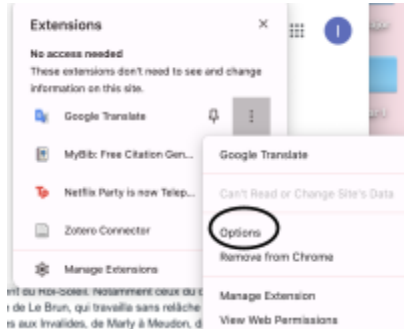 Extensions
No access needed
These extensions don't need to see and change
information on this site.
Google Translate
MyBib: Free Citation Gen...
Netflix Party is now Telep...
Zotero Connector
Manage Extensions
Google Translate
Can't Read or Change Site's Data
Options
Remove from Chrome
Manage Extension
View Web Permissions
I
Tp
du Roi-Soleil. Notamment ceux du
de Le Brun, qui travailla sans relâche
aux Invalides, de Marly à Meudon, d